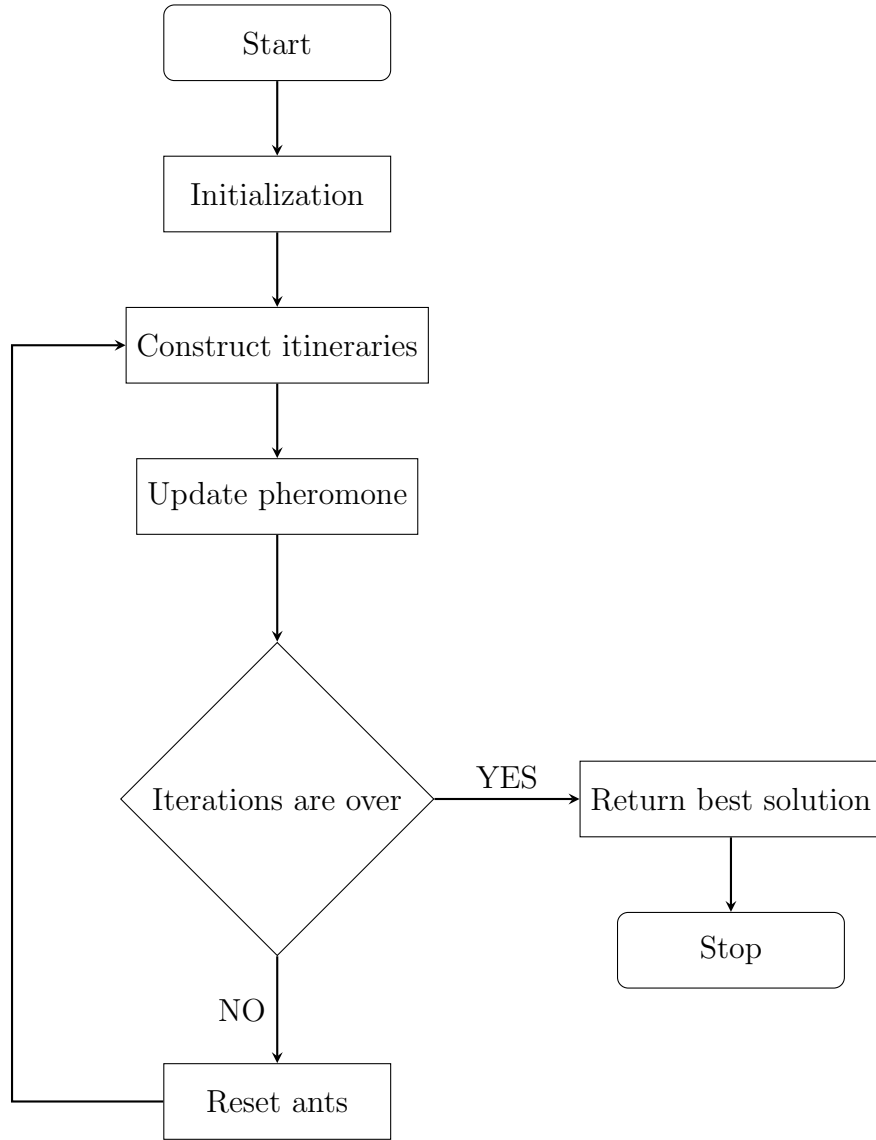 Start
Initialization
Construct itineraries
Update pheromone
Iterations are over
YES
Return best solution
Stop
NO
Reset ants